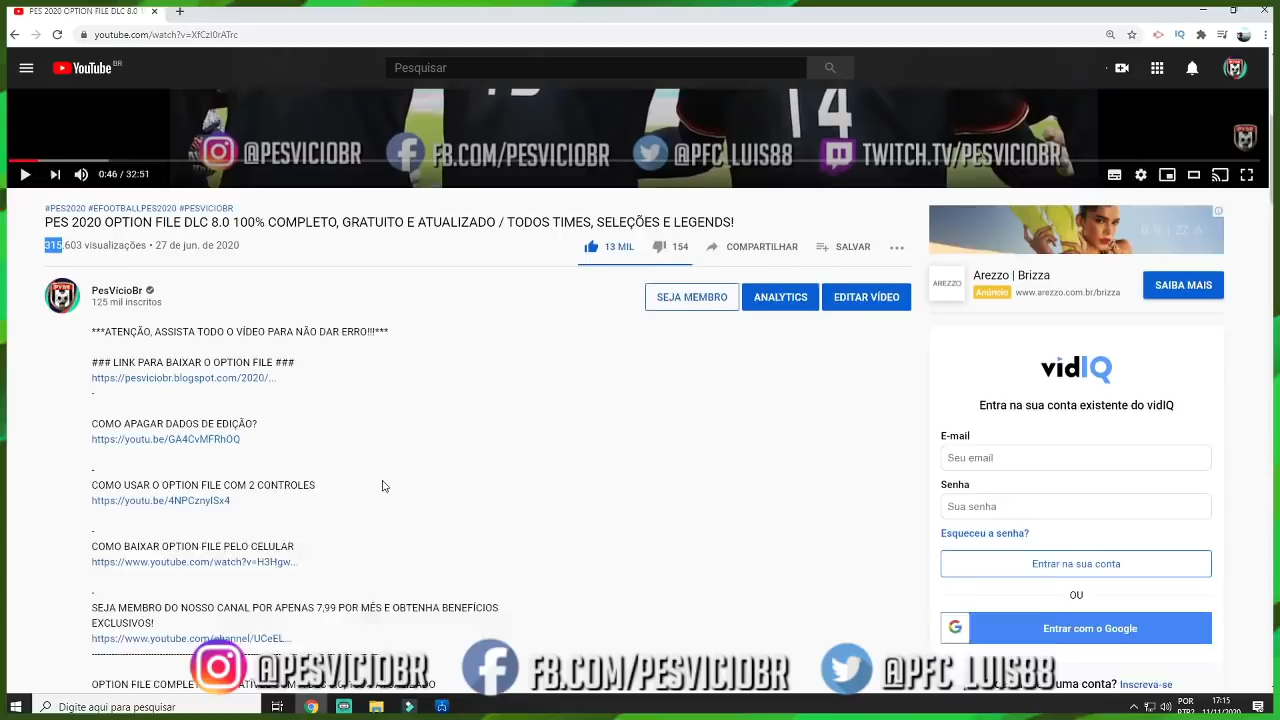 PES 2020 OPTION FILE DLC 8.0
youtube.com/watch?v=XfCzl0rATrc
YouTube BR
Pesquisar
14
@PESVICIOBR
FB.COM/PESVICIOBR
@PFC_LUIS88
TWITCH.TV/PESVICIOBR
0:46 / 32:51
#PES2020 #EFOOTBALLPES2020 #PESVICIOBR
PES 2020 OPTION FILE DLC 8.0 100% COMPLETO, GRATUITO E ATUALIZADO / TODOS TIMES, SELEÇÕES E LEGENDS!
315.603 visualizações • 27 de jun. de 2020
13 MIL
154
COMPARTILHAR
SALVAR
PesVicioBr
125 mil inscritos
SEJA MEMBRO
ANALYTICS
EDITAR VÍDEO
***ATENÇÃO, ASSISTA TODO O VÍDEO PARA NÃO DAR ERRO!!!***
### LINK PARA BAIXAR O OPTION FILE ###
https://pesviciobr.blogspot.com/2020/...
-
COMO APAGAR DADOS DE EDIÇÃO?
https://youtu.be/GA4CvMFRhOQ
-
COMO USAR O OPTION FILE COM 2 CONTROLES
https://youtu.be/4NPCznylSx4
-
COMO BAIXAR OPTION FILE PELO CELULAR
https://www.youtube.com/watch?v=H3Hgw...
-
SEJA MEMBRO DO NOSSO CANAL POR APENAS 7,99 POR MÊS E OBTENHA BENEFÍCIOS
EXCLUSIVOS!
https://www.youtube.com/channel/UCeEL...
BRIZZA
AREZZO
Arezzo | Brizza
Anúncio www.arezzo.com.br/brizza
SAIBA MAIS
vidIQ
Entra na sua conta existente do vidIQ
E-mail
Seu email
Senha
Sua senha
Esqueceu a senha?
Entrar na sua conta
OU
Entrar com o Google
uma conta? Inscreva-se
@PESVICIOBR
FB.COM/PESVICIOBR
@PFC_LUIS88
OPTION FILE
Digite aqui para pesquisar
POR
PTB2
17:15
11/11/2020